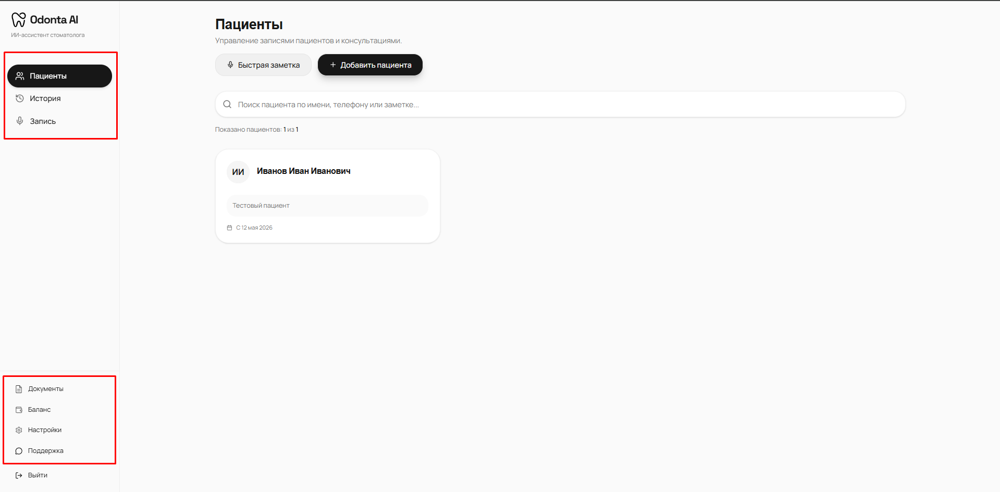 Odonta AI
ИИ-ассистент стоматолога
Пациенты
История
Запись
Документы
Баланс
Настройки
Поддержка
Выйти
Пациенты
Управление записями пациентов и консультациями.
Быстрая заметка
+ Добавить пациента
Поиск пациента по имени, телефону или заметке...
Показано пациентов: 1 из 1
ИИ
Иванов Иван Иванович
Тестовый пациент
С 12 мая 2026